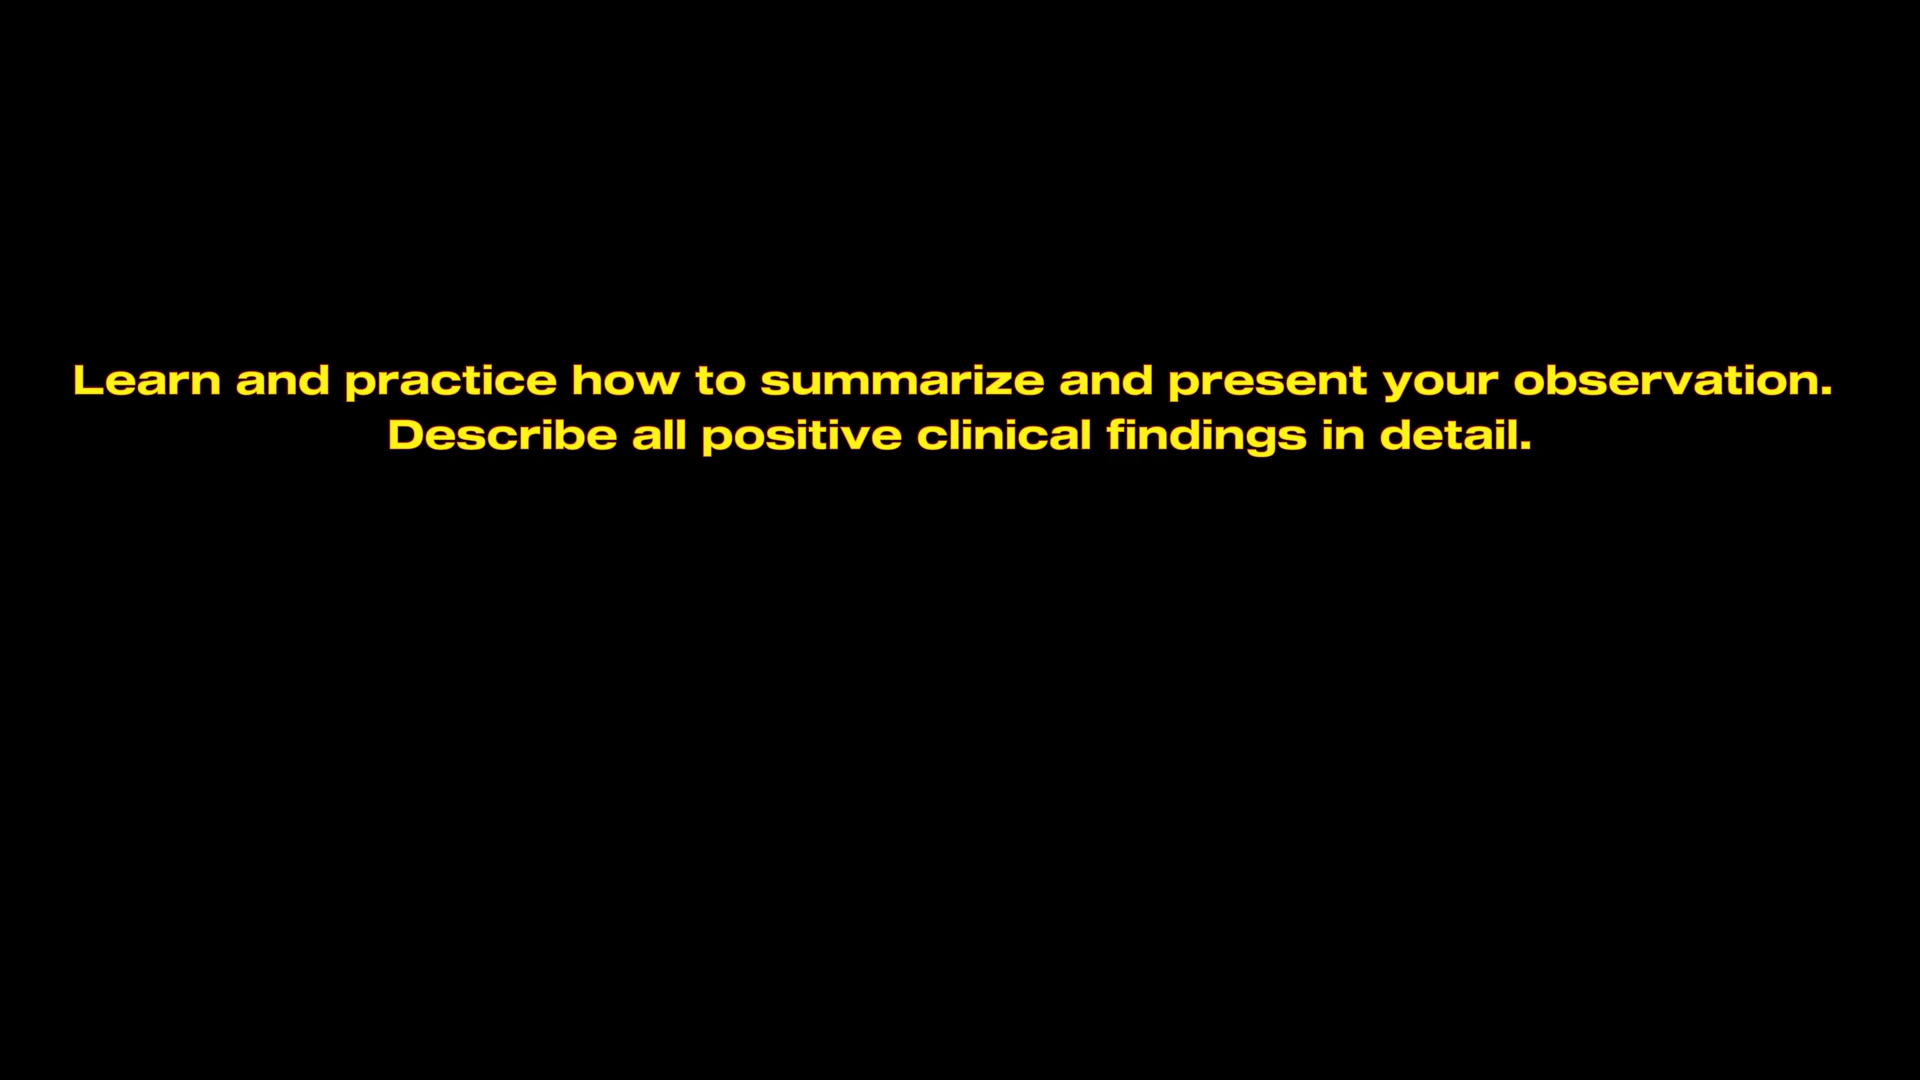 Learn and practice how to summarize and present your observation.
Describe all positive clinical findings in detail.